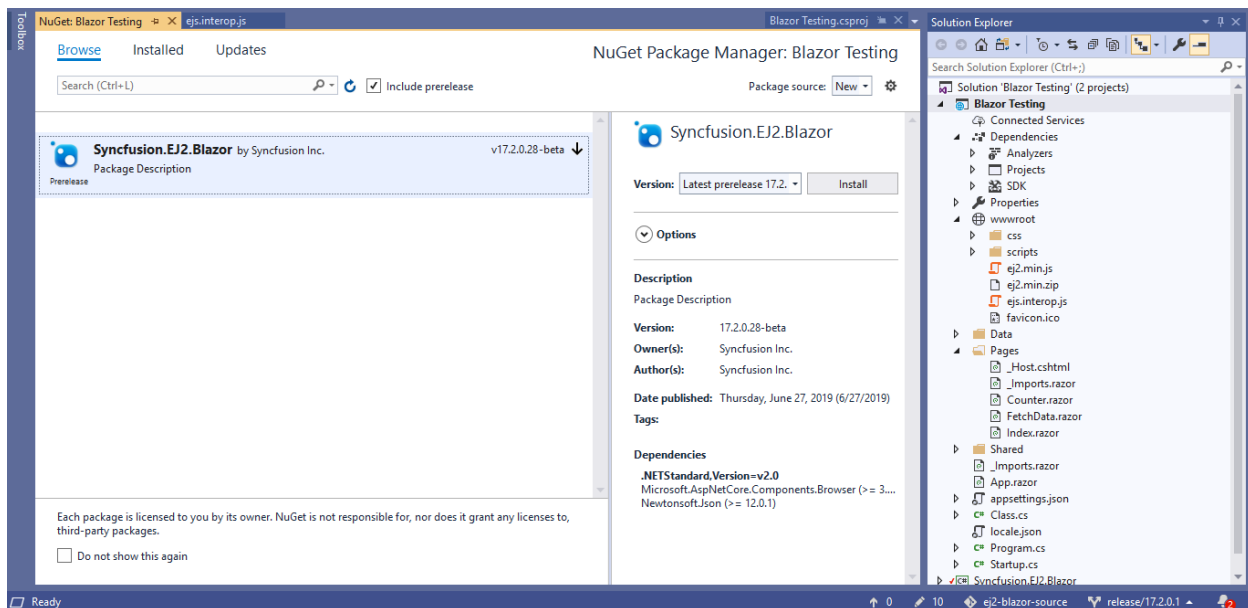 Toolbox
NuGet: Blazor Testing
ejs.interop.js
Blazor Testing.csproj
Browse
Installed
Updates
NuGet Package Manager: Blazor Testing
Search (Ctrl+L)
Include prerelease
Package source: New
Syncfusion.EJ2.Blazor by Syncfusion Inc.
v17.2.0.28-beta
Package Description
Prerelease
Each package is licensed to you by its owner. NuGet is not responsible for, nor does it grant any licenses to,
third-party packages.
Do not show this again
Syncfusion.EJ2.Blazor
Version: Latest prerelease 17.2.
Install
Options
Description
Package Description
Version: 17.2.0.28-beta
Owner(s): Syncfusion Inc.
Author(s): Syncfusion Inc.
Date published: Thursday, June 27, 2019 (6/27/2019)
Tags:
Dependencies
.NETStandard,Version=v2.0
Microsoft.AspNetCore.Components.Browser (>= 3....
Newtonsoft.Json (>= 12.0.1)
Solution Explorer
Search Solution Explorer (Ctrl+;)
Solution 'Blazor Testing' (2 projects)
Blazor Testing
Connected Services
Dependencies
Analyzers
Projects
SDK
Properties
wwwroot
css
scripts
ej2.min.js
ej2.min.zip
ejs.interop.js
favicon.ico
Data
Pages
_Host.cshtml
_Imports.razor
Counter.razor
FetchData.razor
Index.razor
Shared
_Imports.razor
App.razor
appsettings.json
C# Class.cs
locale.json
C# Program.cs
C# Startup.cs
C# Syncfusion.EJ2.Blazor
Ready
0
10
ej2-blazor-source
release/17.2.0.1
2